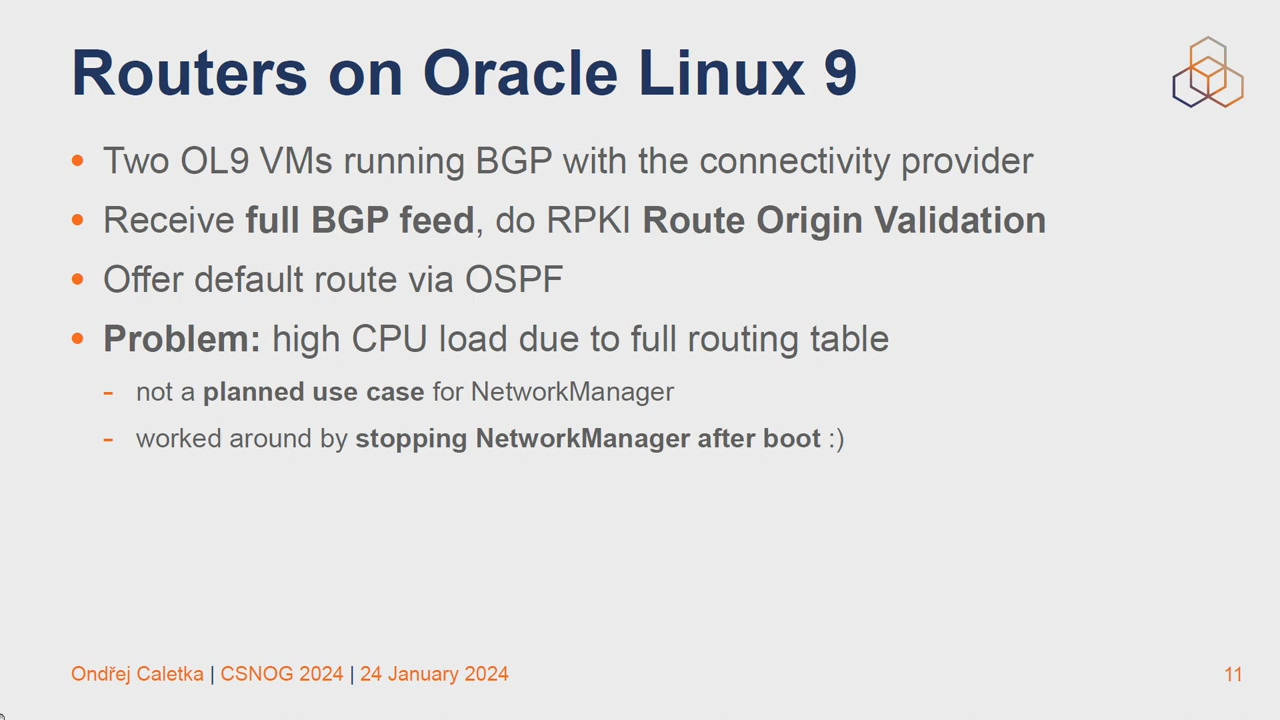 Routers on Oracle Linux 9
• Two OL9 VMs running BGP with the connectivity provider
• Receive full BGP feed, do RPKI Route Origin Validation
• Offer default route via OSPF
• Problem: high CPU load due to full routing table
- not a planned use case for NetworkManager
- worked around by stopping NetworkManager after boot :)
Ondřej Caletka | CSNOG 2024 | 24 January 2024
11